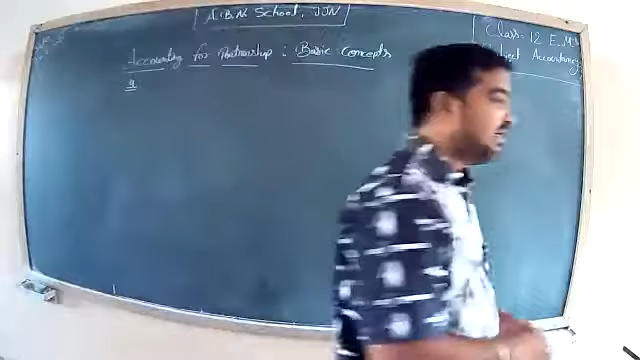 A.B.N. School, JJN
Class - 12 E.M.
Subject Accountancy
Accounting for Partnership : Basic Concepts